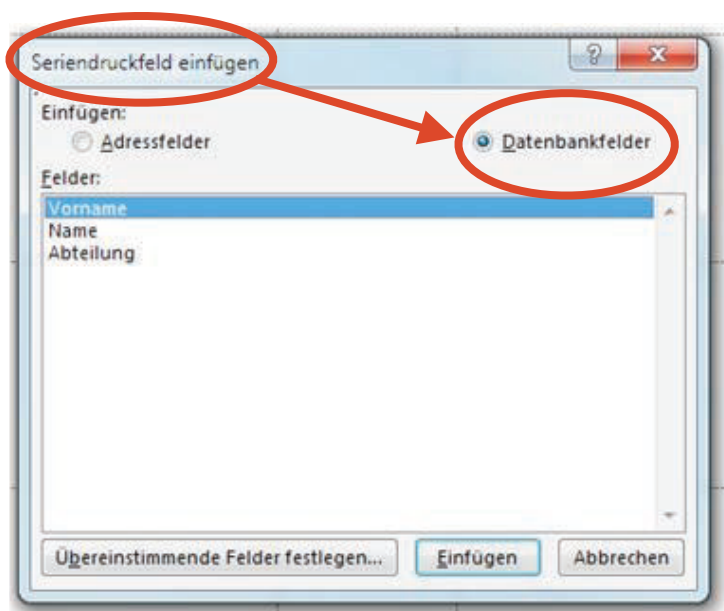 Seriendruckfeld einfügen
Einfügen:
Adressfelder
Datenbankfelder
Felder:
Vorname
Name
Abteilung
Übereinstimmende Felder festlegen...
Einfügen
Abbrechen